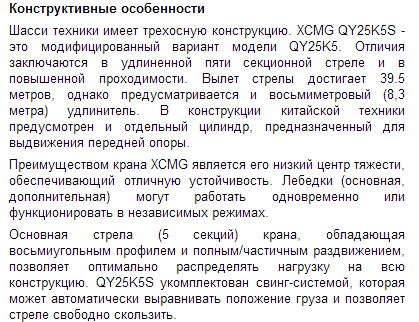 Конструктивные особенности
Шасси техники имеет трехосную конструкцию. XCMG QY25K5S -
это модифицированный вариант модели QY25K5. Отличия
заключаются в удлиненной пяти секционной стреле и в
повышенной проходимости. Вылет стрелы достигает 39.5
метров, однако предусматривается и восьмиметровый (8,3
метра) удлинитель. В конструкции китайской техники
предусмотрен и отдельный цилиндр, предназначенный для
выдвижения передней опоры.
Преимуществом крана XCMG является его низкий центр тяжести,
обеспечивающий отличную устойчивость. Лебедки (основная,
дополнительная) могут работать одновременно или
функционировать в независимых режимах.
Основная стрела (5 секций) крана, обладающая
восьмиугольным профилем и полным/частичным раздвижением,
позволяет оптимально распределять нагрузку на всю
конструкцию. QY25K5S укомплектован свинг-системой, которая
может автоматически выравнивать положение груза и позволяет
стреле свободно скользить.